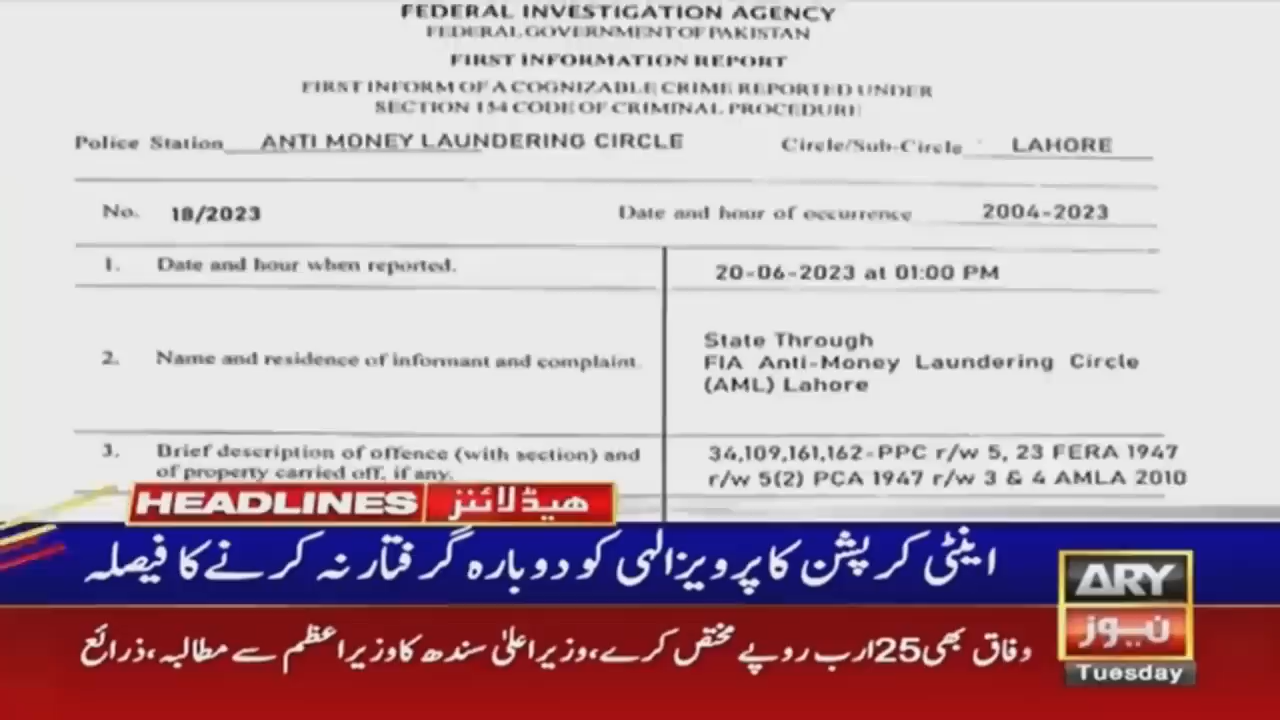 FEDERAL INVESTIGATION AGENCY
FEDERAL GOVERNMENT OF PAKISTAN
FIRST INFORMATION REPORT
FIRST INFORM OF A COGNIZABLE CRIME REPORTED UNDER
SECTION 154 CODE OF CRIMINAL PROCEDURE
Police Station ANTI MONEY LAUNDERING CIRCLE Circle/Sub-Circle LAHORE
No. 18/2023 Date and hour of occurrence 2004-2023
1. Date and hour when reported. 20-06-2023 at 01:00 PM
2. Name and residence of informant and complaint. State Through
FIA Anti-Money Laundering Circle
(AML) Lahore
3. Brief description of offence (with section) and 34,109,161,162-PPC r/w 5, 23 FERA 1947
of property carried off, if any. r/w 5(2) PCA 1947 r/w 3 & 4 AMLA 2010
HEADLINES ہیڈلائنز
اینٹی کرپشن کا پرویزالہی کو دوبارہ گرفتار نہ کرنے کا فیصلہ
وفاق بھی 25 ارب روپے مختص کرے، وزیراعلیٰ سندھ کا وزیراعظم سے مطالبہ، ذرائع
ARY
نیوز
Tuesday